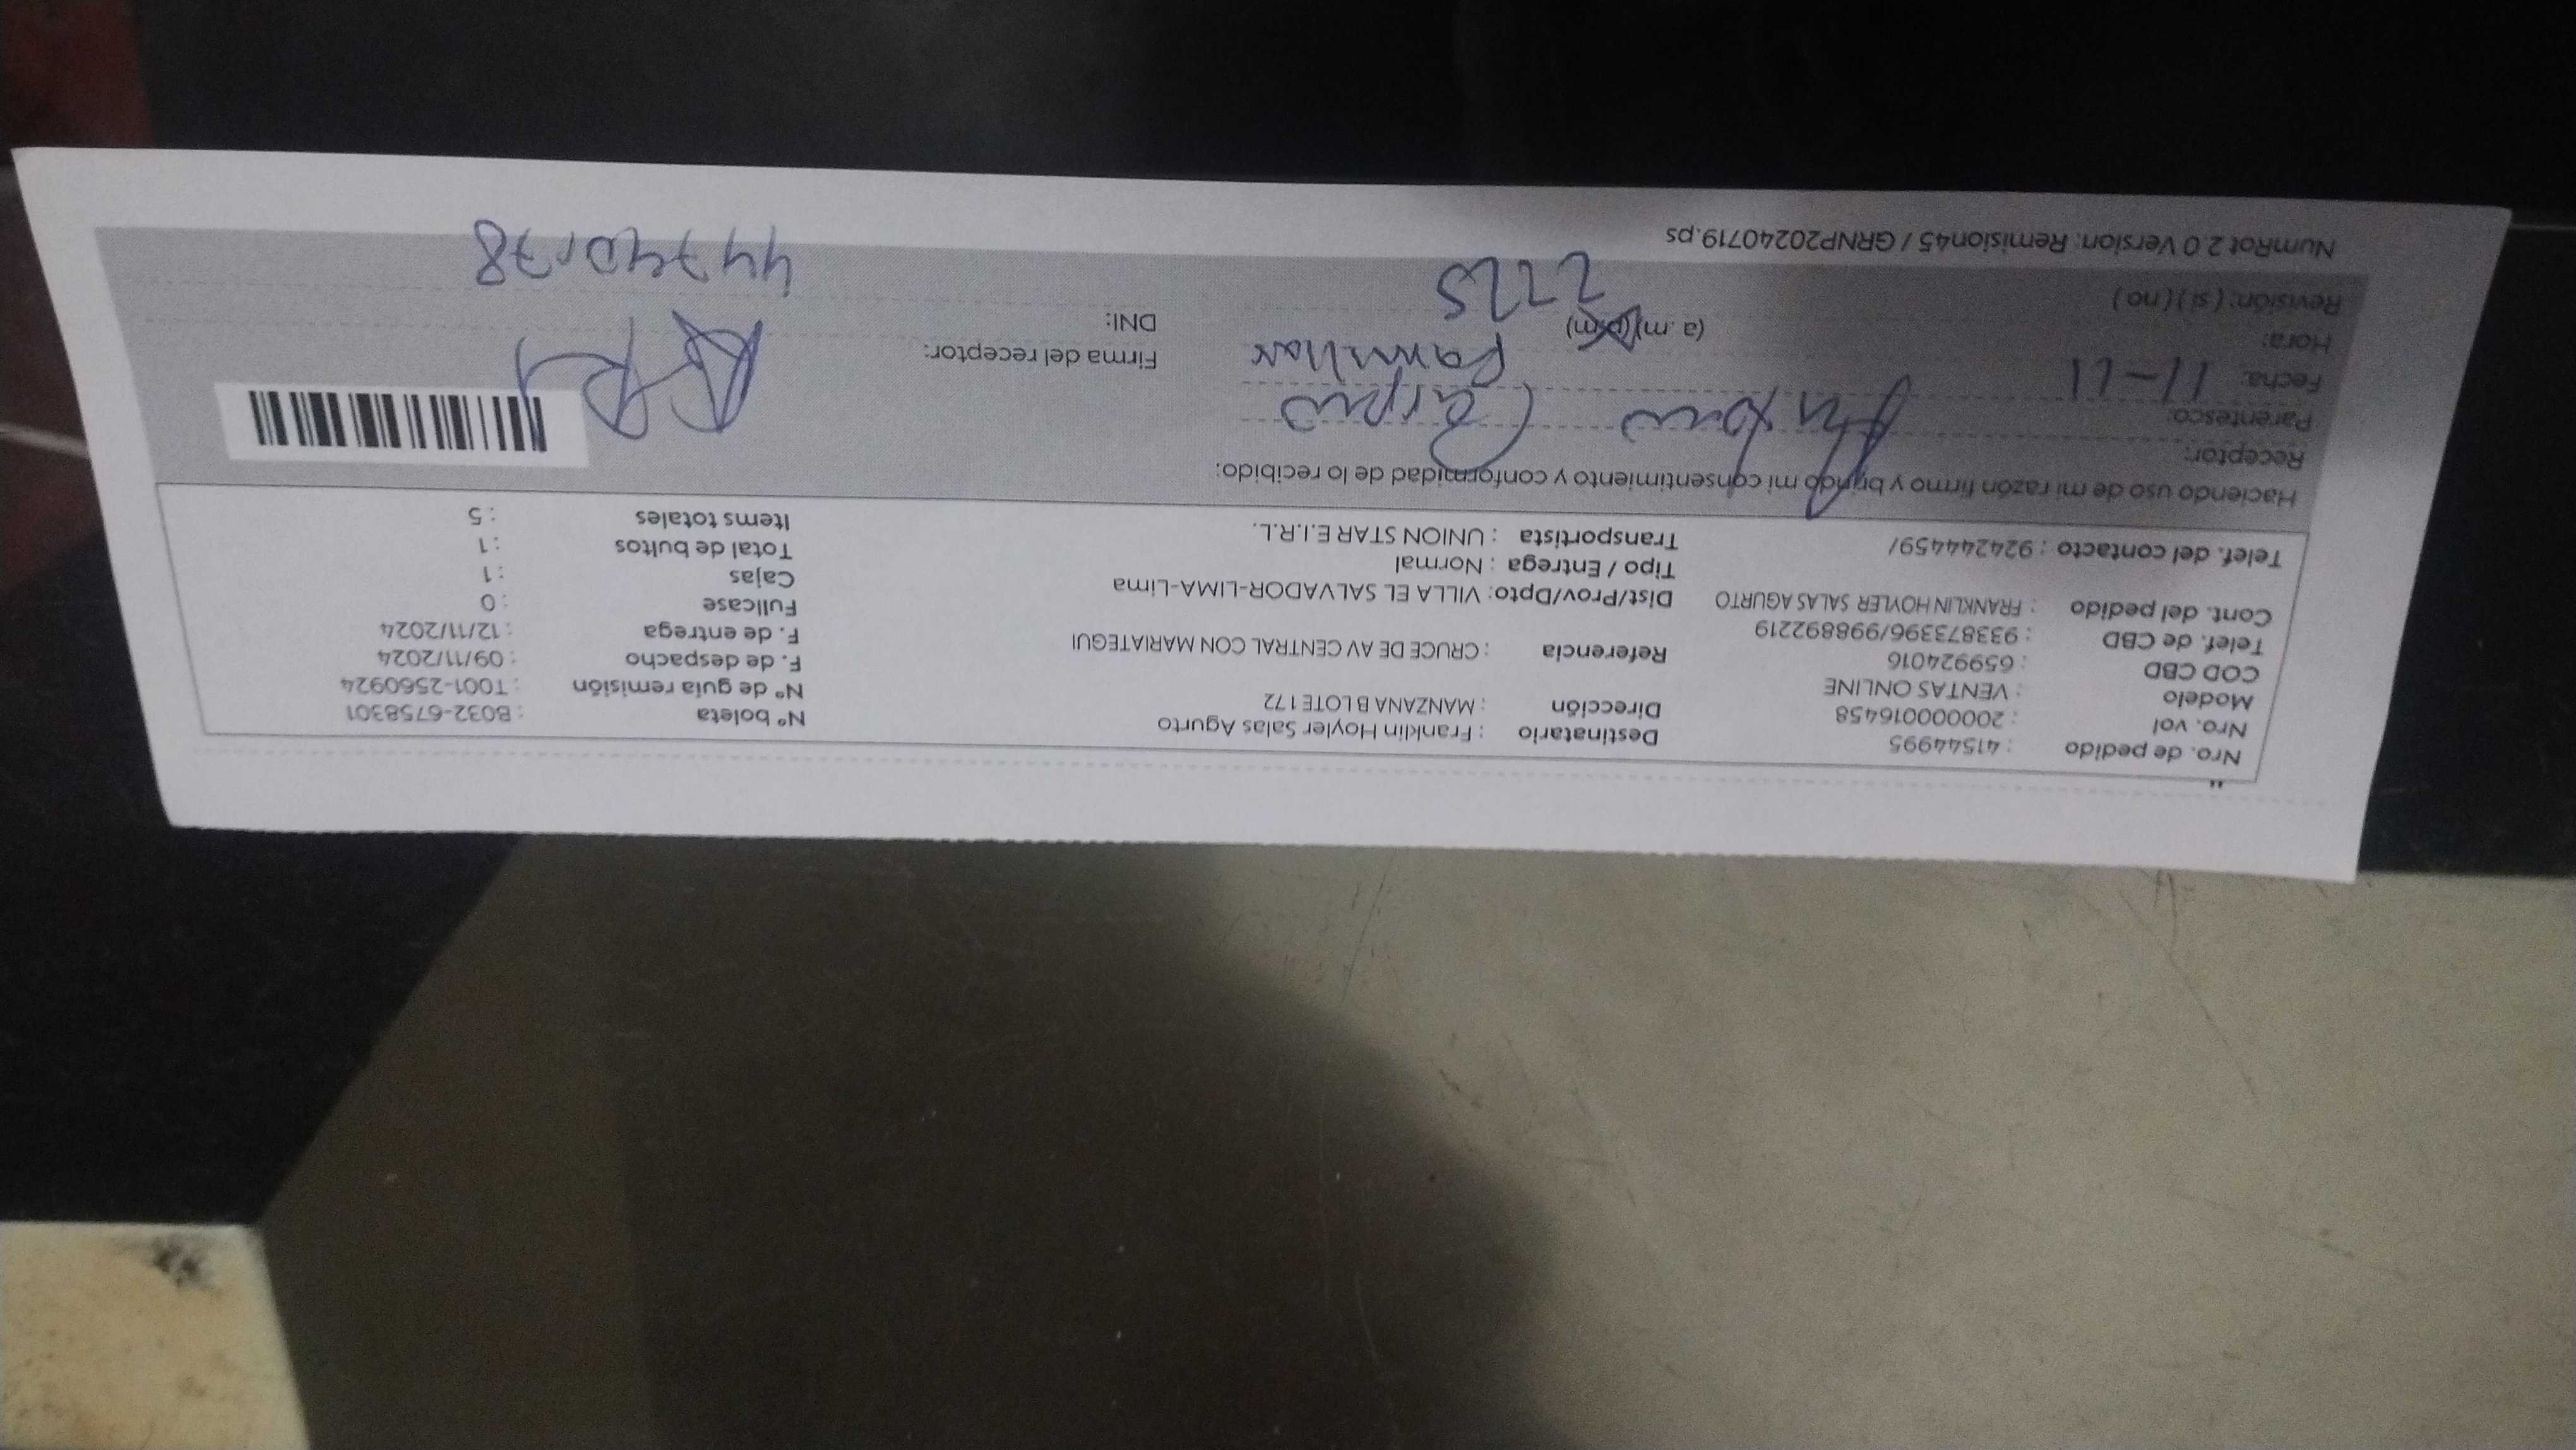 Nro. de pedido : 41544995 Destinatario : Franklin Hoyler Salas Agurto N° boleta : B032-6758301
Nro. vol : 2000000016458 Dirección : MANZANA B LOTE 172 N° de guía remisión : T001-2560924
Modelo : VENTAS ONLINE F. de despacho : 09/11/2024
COD CBD : 659924016 Referencia : CRUCE DE AV CENTRAL CON MARIATEGUI F. de entrega : 12/11/2024
Telef. de CBD : 933873396/999892219 Fullcase : 0
Cont. del pedido : FRANKLIN HOYLER SALAS AGURTO Dist/Prov/Dpto: VILLA EL SALVADOR-LIMA-Lima Cajas : 1
Tipo / Entrega : Normal Total de bultos : 1
Telef. del contacto : 924244459/ Transportista : UNION STAR E.I.R.L. Items totales : 5
Haciendo uso de mi razón firmo y brindo mi consentimiento y conformidad de lo recibido:
Receptor: Antonio Carpio
Parentesco: Familiar
Fecha: 11-11 Firma del receptor:
Hora: (a.m) (p.m) DNI:
Revisión: ( si ) ( no )
NumRot 2.0 Version: Remision45 / GRNP20240719.ps